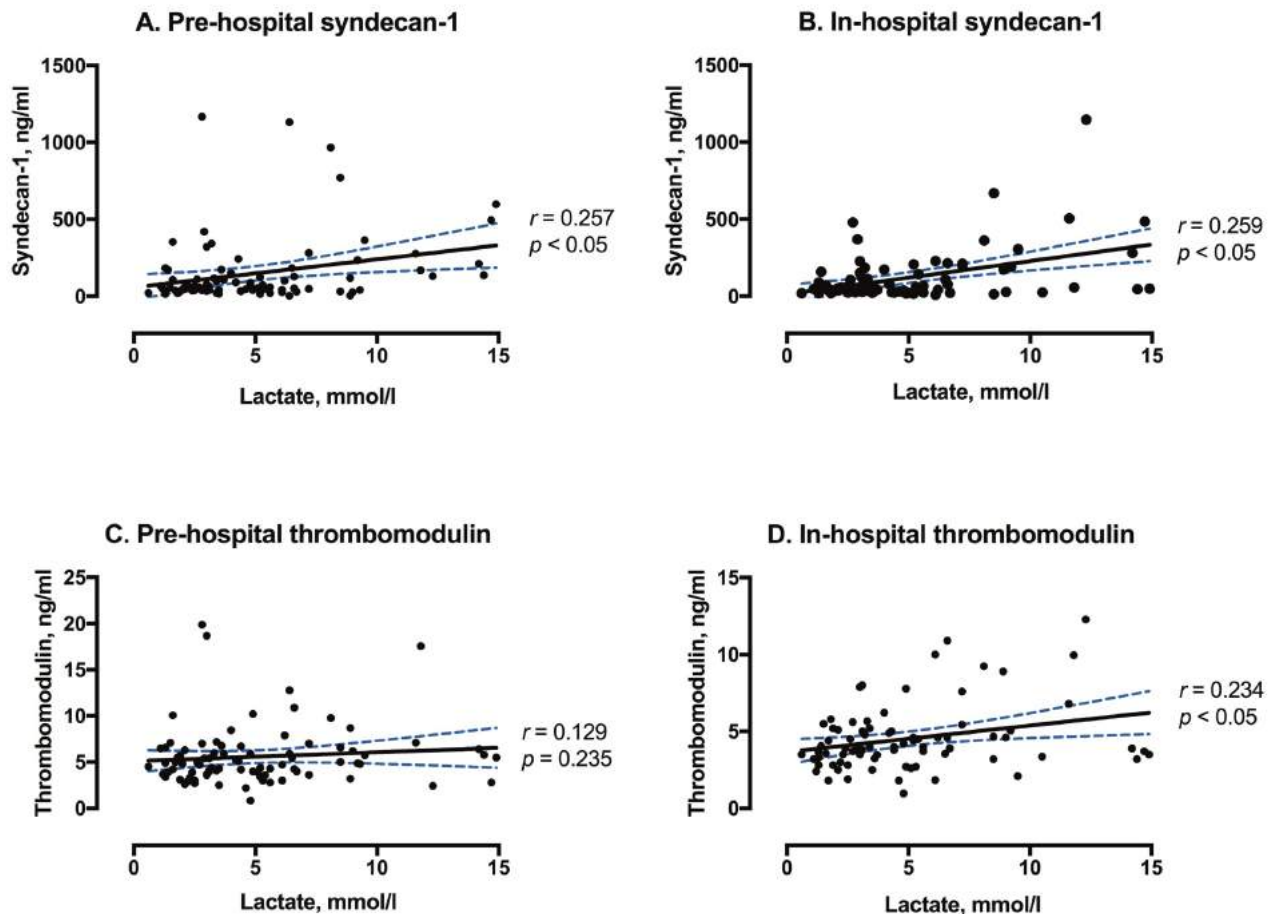 A. Pre-hospital syndecan-1
1500
1000
500
0
Syndecan-1, ng/ml
r = 0.257
p < 0.05
0 5 10 15
Lactate, mmol/l
B. In-hospital syndecan-1
1500
1000
500
0
Syndecan-1, ng/ml
r = 0.259
p < 0.05
0 5 10 15
Lactate, mmol/l
C. Pre-hospital thrombomodulin
25
20
15
10
5
0
Thrombomodulin, ng/ml
r = 0.129
p = 0.235
0 5 10 15
Lactate, mmol/l
D. In-hospital thrombomodulin
15
10
5
0
Thrombomodulin, ng/ml
r = 0.234
p < 0.05
0 5 10 15
Lactate, mmol/l